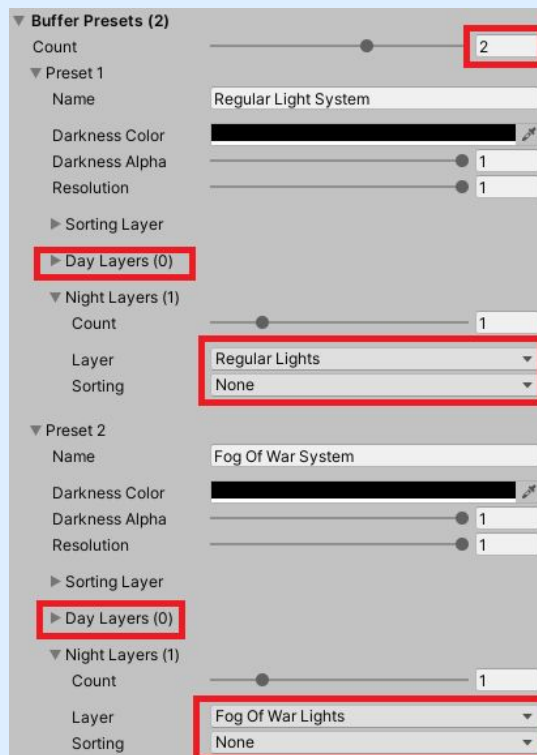 Buffer Presets (2)
Count 2
Preset 1
Name Regular Light System
Darkness Color
Darkness Alpha 1
Resolution 1
Sorting Layer
Day Layers (0)
Night Layers (1)
Count 1
Layer Regular Lights
Sorting None
Preset 2
Name Fog Of War System
Darkness Color
Darkness Alpha 1
Resolution 1
Sorting Layer
Day Layers (0)
Night Layers (1)
Count 1
Layer Fog Of War Lights
Sorting None